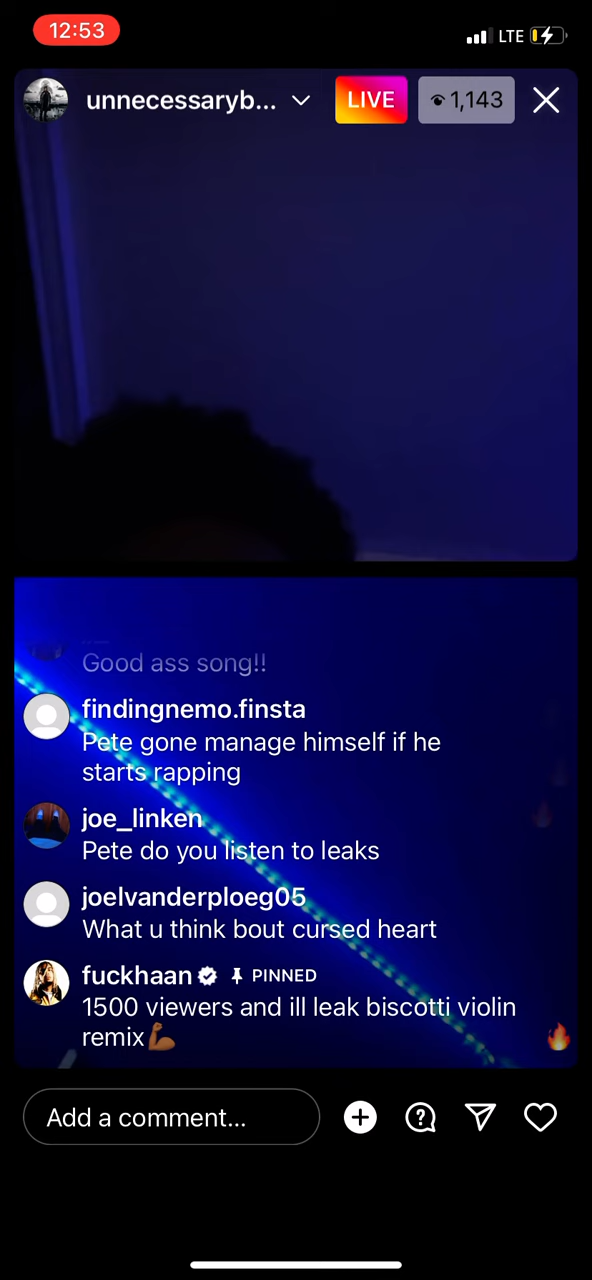 12:53
LTE
unnecessaryb...
LIVE
1,143
Good ass song!!
findingnemo.finsta
Pete gone manage himself if he
starts rapping
joe_linken
Pete do you listen to leaks
joelvanderploeg05
What u think bout cursed heart
fuckhaan PINNED
1500 viewers and ill leak biscotti violin
remix💪🏾
Add a comment...